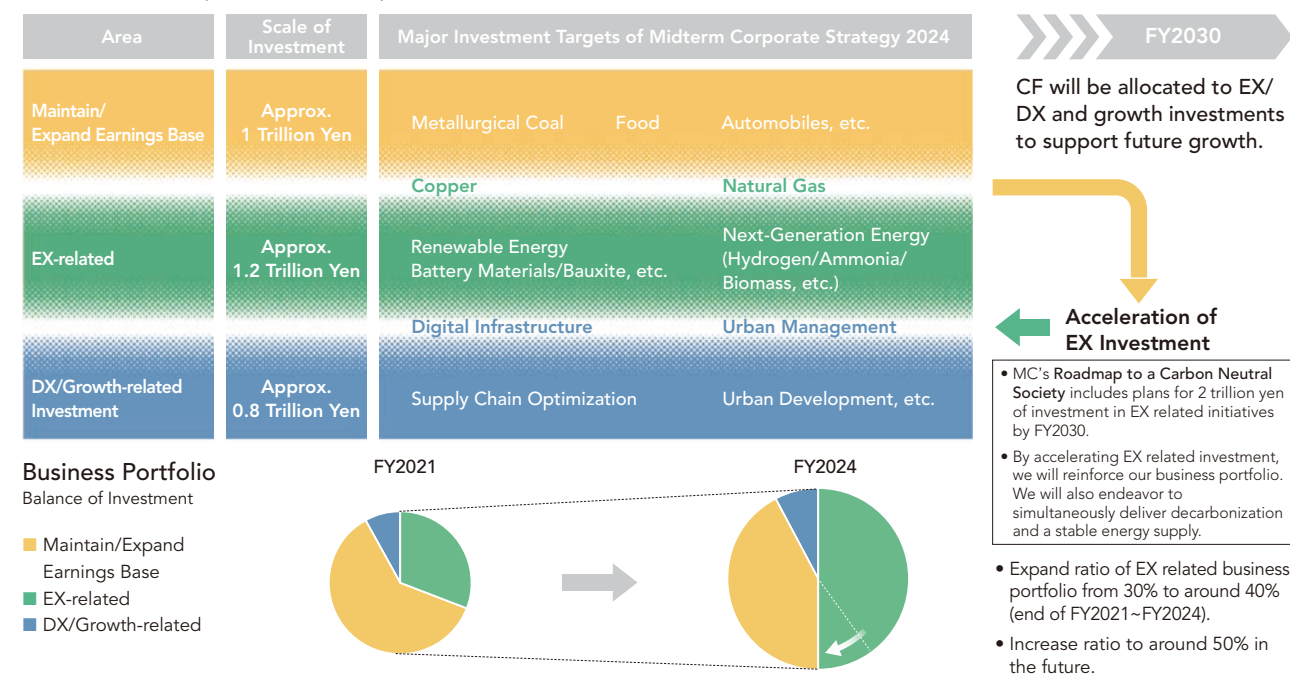 Area
Scale of
Investment
Major Investment Targets of Midterm Corporate Strategy 2024
FY2030
Maintain/
Expand Earnings Base
Approx.
1 Trillion Yen
Metallurgical Coal
Food
Automobiles, etc.
Copper
Natural Gas
EX-related
Approx.
1.2 Trillion Yen
Renewable Energy
Battery Materials/Bauxite, etc.
Next-Generation Energy
(Hydrogen/Ammonia/
Biomass, etc.)
Digital Infrastructure
Urban Management
DX/Growth-related
Investment
Approx.
0.8 Trillion Yen
Supply Chain Optimization
Urban Development, etc.
CF will be allocated to EX/
DX and growth investments
to support future growth.
Acceleration of
EX Investment
• MC's Roadmap to a Carbon Neutral
Society includes plans for 2 trillion yen
of investment in EX related initiatives
by FY2030.
• By accelerating EX related investment,
we will reinforce our business portfolio.
We will also endeavor to
simultaneously deliver decarbonization
and a stable energy supply.
• Expand ratio of EX related business
portfolio from 30% to around 40%
(end of FY2021~FY2024).
• Increase ratio to around 50% in
the future.
Business Portfolio
Balance of Investment
Maintain/Expand
Earnings Base
EX-related
DX/Growth-related
FY2021
FY2024